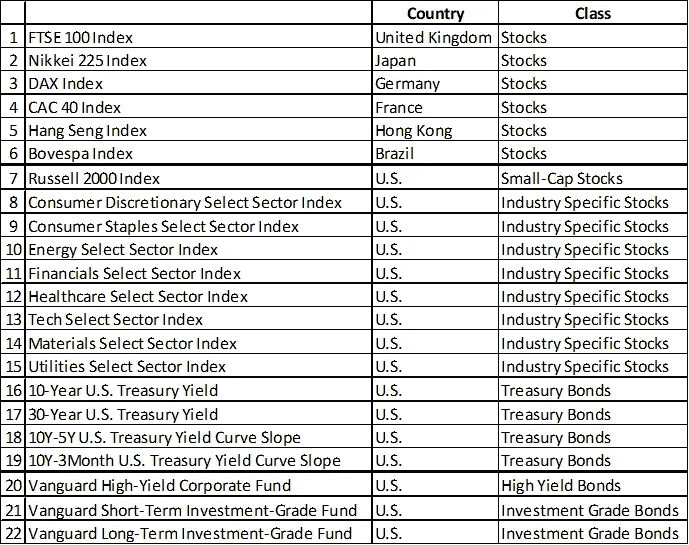 Country Class
1 FTSE 100 Index United Kingdom Stocks
2 Nikkei 225 Index Japan Stocks
3 DAX Index Germany Stocks
4 CAC 40 Index France Stocks
5 Hang Seng Index Hong Kong Stocks
6 Bovespa Index Brazil Stocks
7 Russell 2000 Index U.S. Small-Cap Stocks
8 Consumer Discretionary Select Sector Index U.S. Industry Specific Stocks
9 Consumer Staples Select Sector Index U.S. Industry Specific Stocks
10 Energy Select Sector Index U.S. Industry Specific Stocks
11 Financials Select Sector Index U.S. Industry Specific Stocks
12 Healthcare Select Sector Index U.S. Industry Specific Stocks
13 Tech Select Sector Index U.S. Industry Specific Stocks
14 Materials Select Sector Index U.S. Industry Specific Stocks
15 Utilities Select Sector Index U.S. Industry Specific Stocks
16 10-Year U.S. Treasury Yield U.S. Treasury Bonds
17 30-Year U.S. Treasury Yield U.S. Treasury Bonds
18 10Y-5Y U.S. Treasury Yield Curve Slope U.S. Treasury Bonds
19 10Y-3Month U.S. Treasury Yield Curve Slope U.S. Treasury Bonds
20 Vanguard High-Yield Corporate Fund U.S. High Yield Bonds
21 Vanguard Short-Term Investment-Grade Fund U.S. Investment Grade Bonds
22 Vanguard Long-Term Investment-Grade Fund U.S. Investment Grade Bonds